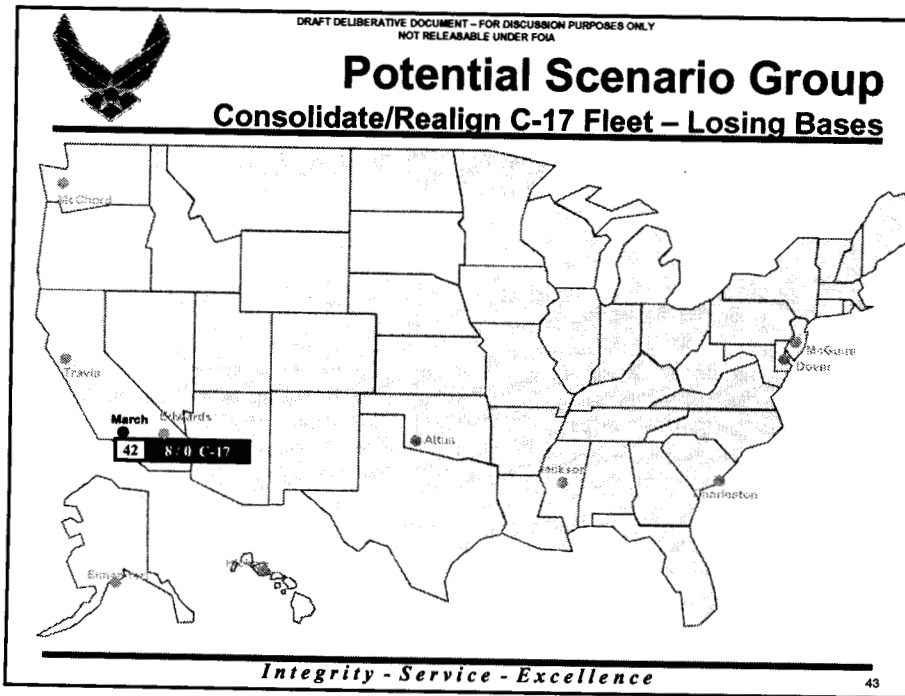 DRAFT DELIBERATIVE DOCUMENT – FOR DISCUSSION PURPOSES ONLY
NOT RELEASABLE UNDER FOIA
Potential Scenario Group
Consolidate/Realign C-17 Fleet – Losing Bases
McChord
McGuire
Dover
Travis
March
Edwards
42 8 / 0 C-17
Altus
Jackson
Charleston
Integrity - Service - Excellence
43